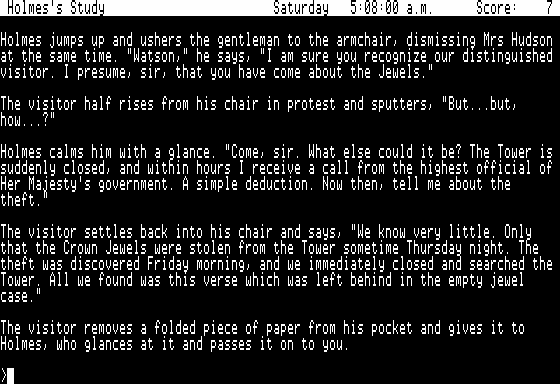 Holmes's Study Saturday 5:08:00 a.m. Score: 7
Holmes jumps up and ushers the gentleman to the armchair, dismissing Mrs Hudson
at the same time. "Watson," he says, "I am sure you recognize our distinguished
visitor. I presume, sir, that you have come about the Jewels."
The visitor half rises from his chair in protest and sputters, "But...but,
how...?"
Holmes calms him with a glance. "Come, sir. What else could it be? The Tower is
suddenly closed, and within hours I receive a call from the highest official of
Her Majesty's government. A simple deduction. Now then, tell me about the
theft."
The visitor settles back into his chair and says, "We know very little. Only
that the Crown Jewels were stolen from the Tower sometime Thursday night. The
theft was discovered Friday morning, and we immediately closed and searched the
Tower. All we found was this verse which was left behind in the empty jewel
case."
The visitor removes a folded piece of paper from his pocket and gives it to
Holmes, who glances at it and passes it on to you.
>